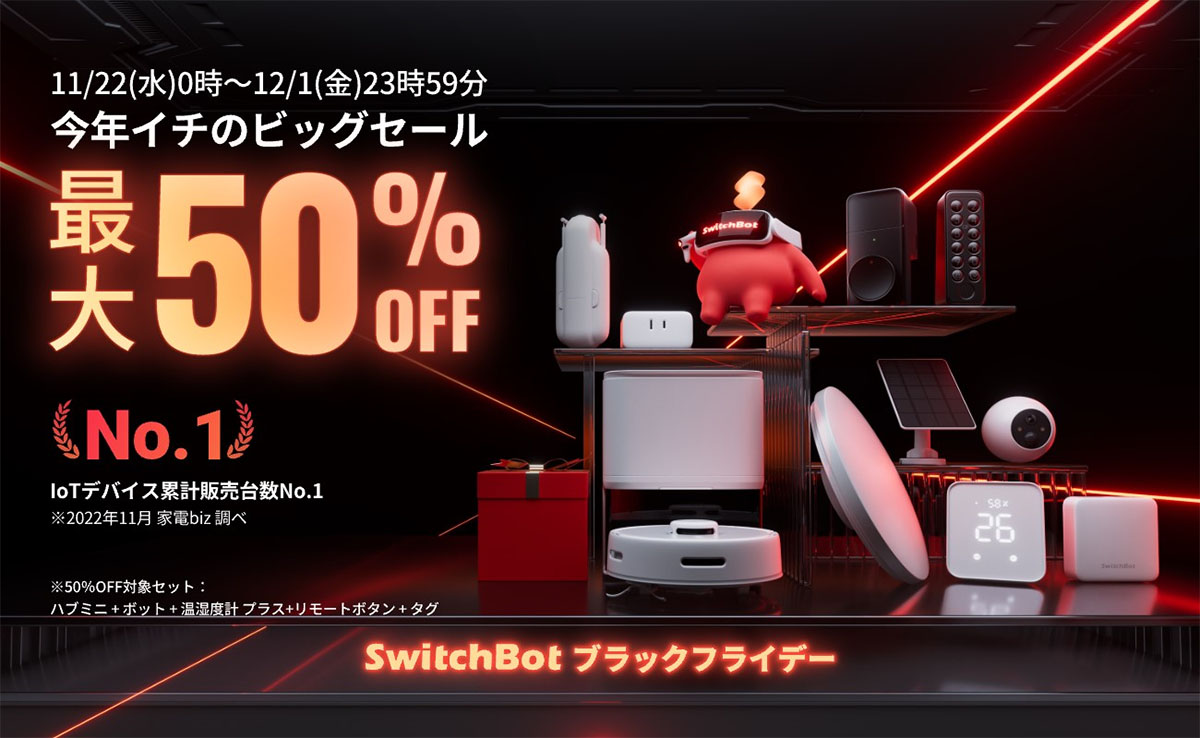 11/22(水)0時～12/1(金)23時59分
今年イチのビッグセール
最大50%OFF
No.1
IoTデバイス累計販売台数No.1
※2022年11月 家電biz 調べ
※50%OFF対象セット：
ハブミニ＋ボット＋温湿度計 プラス+リモートボタン＋タグ
SwitchBot
58%
26
SwitchBot
SwitchBot ブラックフライデー